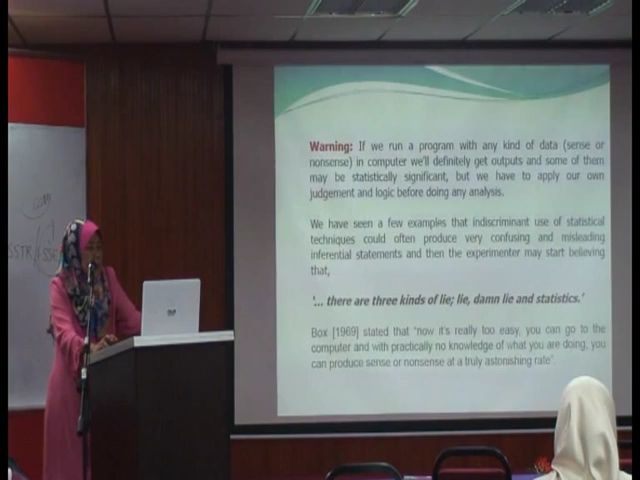 Warning: If we run a program with any kind of data (sense or
nonsense) in computer we'll definitely get outputs and some of them
may be statistically significant, but we have to apply our own
judgement and logic before doing any analysis.
We have seen a few examples that indiscriminant use of statistical
techniques could often produce very confusing and misleading
inferential statements and then the experimenter may start believing
that,
'... there are three kinds of lie; lie, damn lie and statistics.'
Box [1969] stated that "now it's really too easy, you can go to the
computer and with practically no knowledge of what you are doing, you
can produce sense or nonsense at a truly astonishing rate".
SSTR